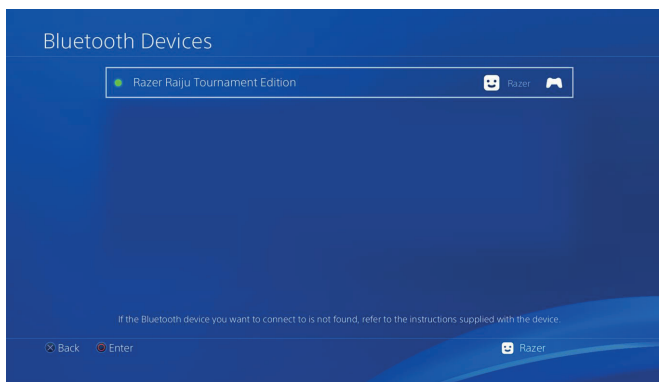 Bluetooth Devices
Razer Raiju Tournament Edition Razer
If the Bluetooth device you want to connect to is not found, refer to the instructions supplied with the device.
Back Enter Razer